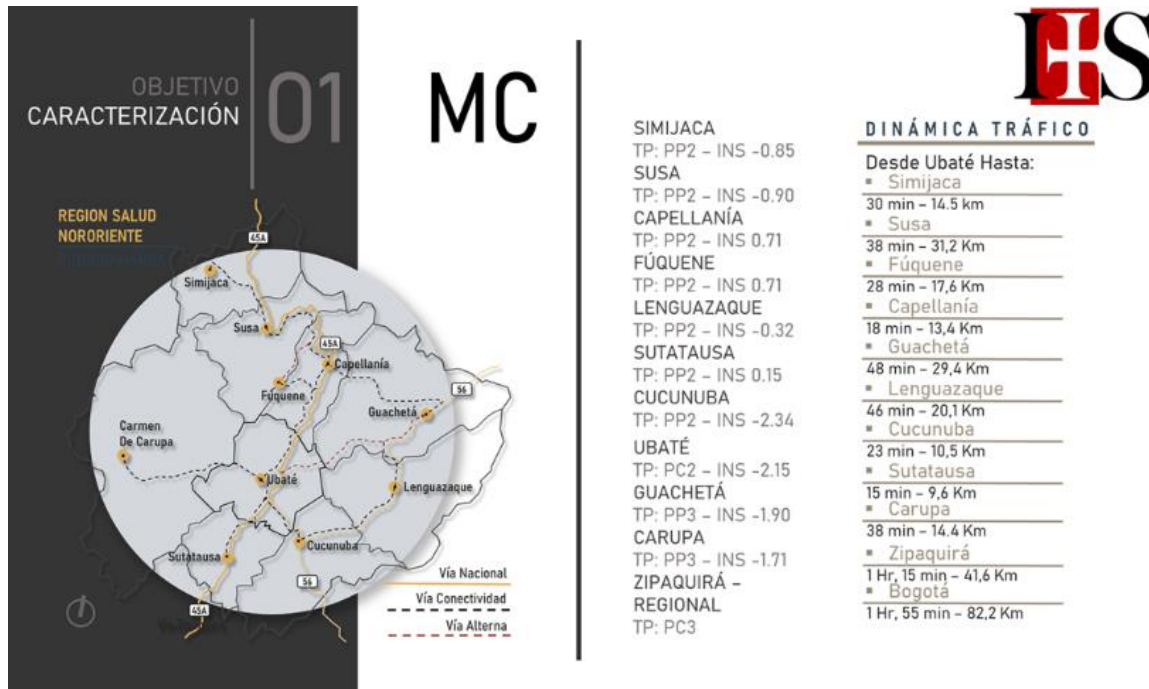 OBJETIVO
CARACTERIZACIÓN
01
MC
REGION SALUD
NORORIENTE
45A
Simijaca
Susa
45A
Capellanía
56
Fúquene
Guachetá
Carmen
De Carupa
Ubaté
Lenguazaque
Sutatausa
Cucunuba
56
45A
Vía Nacional
Vía Conectividad
Vía Alterna
SIMIJACA
TP: PP2 – INS -0.85
SUSA
TP: PP2 – INS -0.90
CAPELLANÍA
TP: PP2 – INS 0.71
FÚQUENE
TP: PP2 – INS 0.71
LENGUAZAQUE
TP: PP2 – INS -0.32
SUTATAUSA
TP: PP2 – INS 0.15
CUCUNUBA
TP: PP2 – INS -2.34
UBATÉ
TP: PC2 – INS -2.15
GUACHETÁ
TP: PP3 – INS -1.90
CARUPA
TP: PP3 – INS -1.71
ZIPAQUIRÁ –
REGIONAL
TP: PC3
IHS
DINÁMICA TRÁFICO
Desde Ubaté Hasta:
▪ Simijaca
30 min – 14.5 km
▪ Susa
38 min – 31,2 Km
▪ Fúquene
28 min – 17,6 Km
▪ Capellanía
18 min – 13,4 Km
▪ Guachetá
48 min – 29,4 Km
▪ Lenguazaque
46 min – 20,1 Km
▪ Cucunuba
23 min – 10,5 Km
▪ Sutatausa
15 min – 9,6 Km
▪ Carupa
38 min – 14.4 Km
▪ Zipaquirá
1 Hr, 15 min – 41,6 Km
▪ Bogotá
1 Hr, 55 min – 82,2 Km